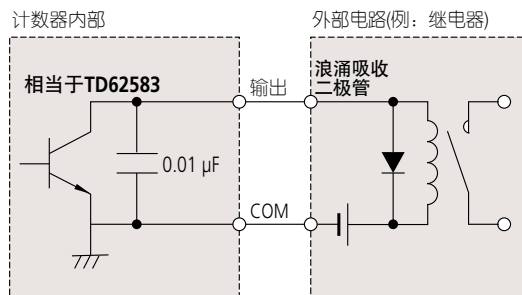 计数器内部
外部电路(例：继电器)
相当于TD62583
输出
浪涌吸收
二极管
0.01 µF
COM